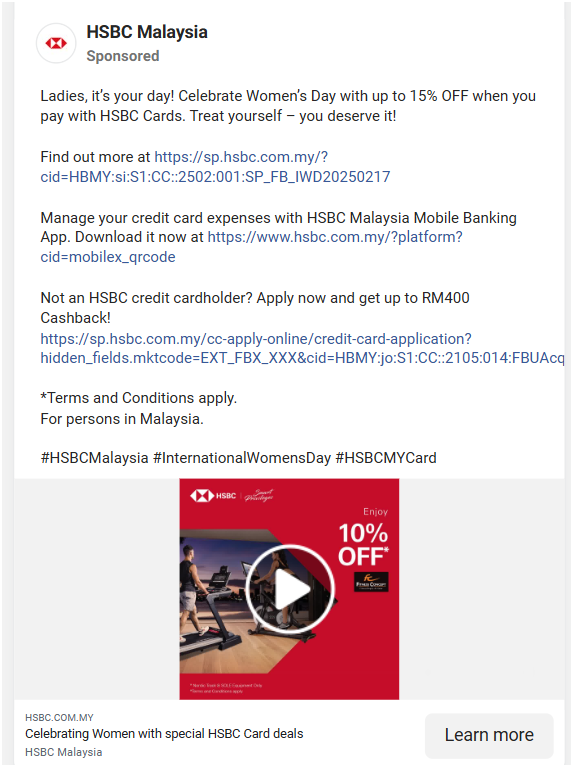 HSBC Malaysia
Sponsored
Ladies, it’s your day! Celebrate Women’s Day with up to 15% OFF when you
pay with HSBC Cards. Treat yourself – you deserve it!
Find out more at https://sp.hsbc.com.my/?
cid=HBMY:si:S1:CC::2502:001:SP_FB_IWD20250217
Manage your credit card expenses with HSBC Malaysia Mobile Banking
App. Download it now at https://www.hsbc.com.my/?platform?
cid=mobilex_qrcode
Not an HSBC credit cardholder? Apply now and get up to RM400
Cashback!
https://sp.hsbc.com.my/cc-apply-online/credit-card-application?
hidden_fields.mktcode=EXT_FBX_XXX&cid=HBMY:jo:S1:CC::2105:014:FBUAcq
*Terms and Conditions apply.
For persons in Malaysia.
#HSBCMalaysia #InternationalWomensDay #HSBCMYCard
HSBC
Smart Privileges
Enjoy
10%
OFF*
FC
FITNESS CONCEPT
*Nordic Track & SOLE Equipment Only
*Terms and Conditions apply
HSBC.COM.MY
Celebrating Women with special HSBC Card deals
HSBC Malaysia
Learn more